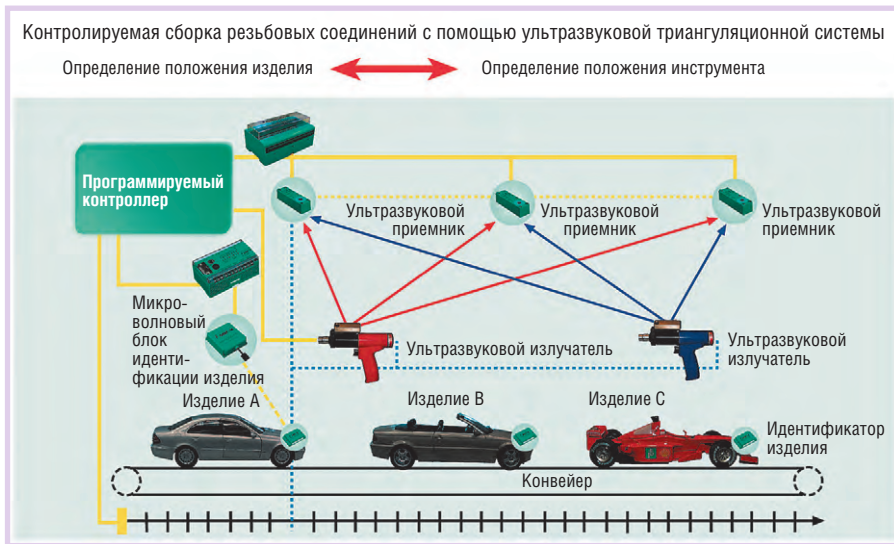 Контролируемая сборка резьбовых соединений с помощью ультразвуковой триангуляционной системы
Определение положения изделия
Определение положения инструмента
Программируемый
контроллер
Ультразвуковой
приемник
Ультразвуковой
приемник
Ультразвуковой
приемник
Микро-
волновый
блок
иденти-
фикации изделия
Ультразвуковой излучатель
Ультразвуковой
излучатель
Изделие А
Изделие В
Изделие С
Идентификатор
изделия
Конвейер